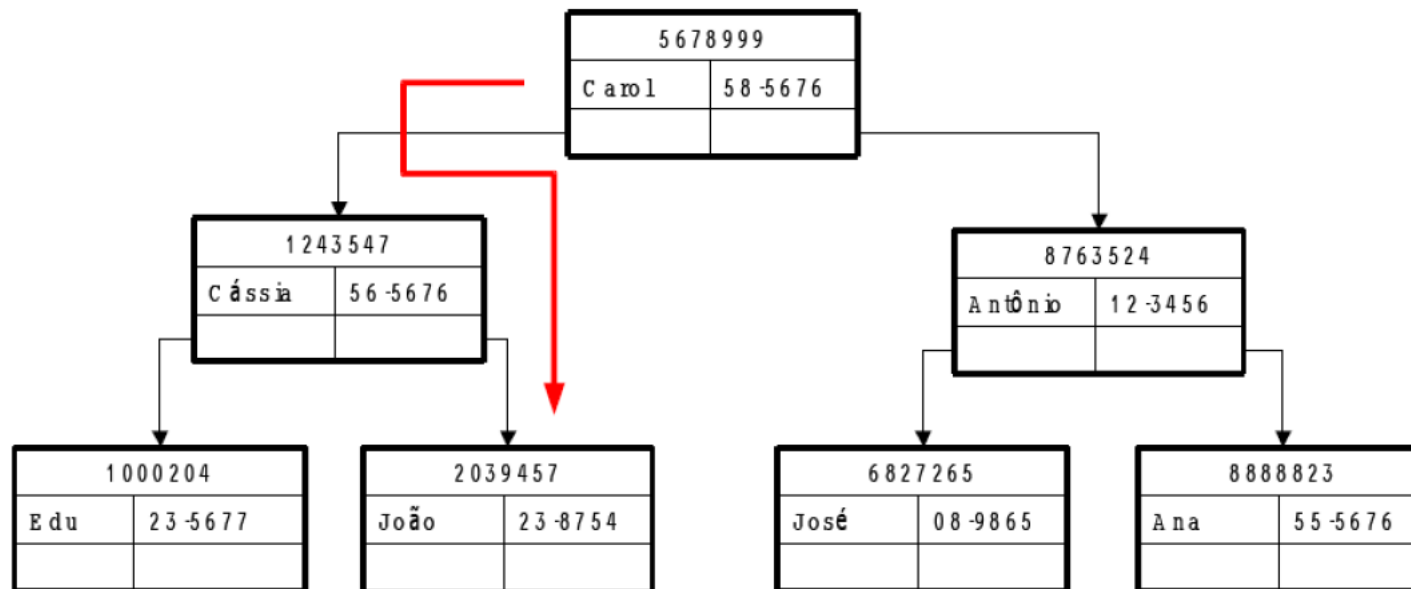 5678999
Carol 58-5676
1243547
Cássia 56-5676
8763524
Antônio 12-3456
1000204
Edu 23-5677
2039457
João 23-8754
6827265
José 08-9865
8888823
Ana 55-5676